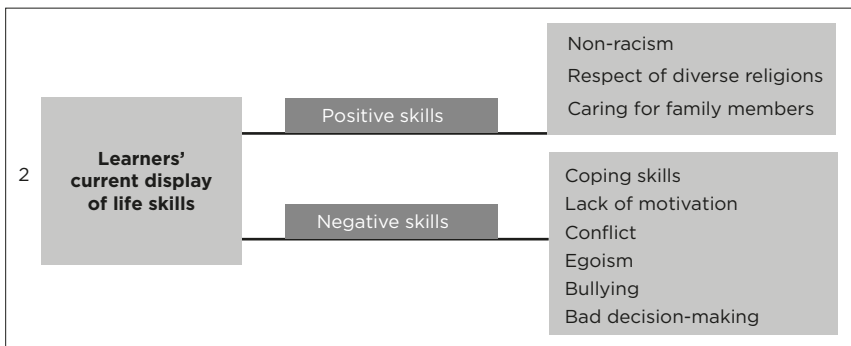 2
Learners’
current display
of life skills
Positive skills
Non-racism
Respect of diverse religions
Caring for family members
Negative skills
Coping skills
Lack of motivation
Conflict
Egoism
Bullying
Bad decision-making